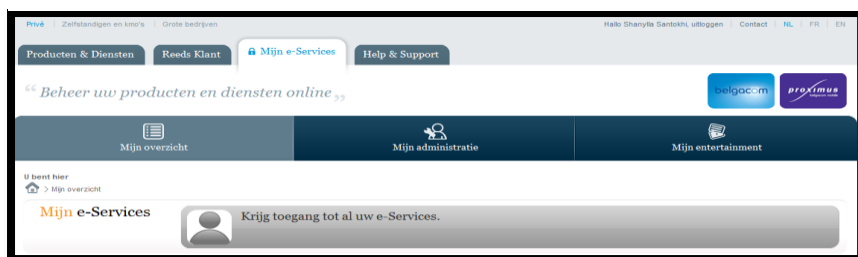 Privé | Zelfstandigen en kmo's | Grote bedrijven
Hallo Shanylla Santokhi, uitloggen | Contact | NL | FR | EN
Producten & Diensten Reeds Klant Mijn e-Services Help & Support
“ Beheer uw producten en diensten online ”
belgacom proximus
Mijn overzicht Mijn administratie Mijn entertainment
U bent hier
> Mijn overzicht
Mijn e-Services Krijg toegang tot al uw e-Services.